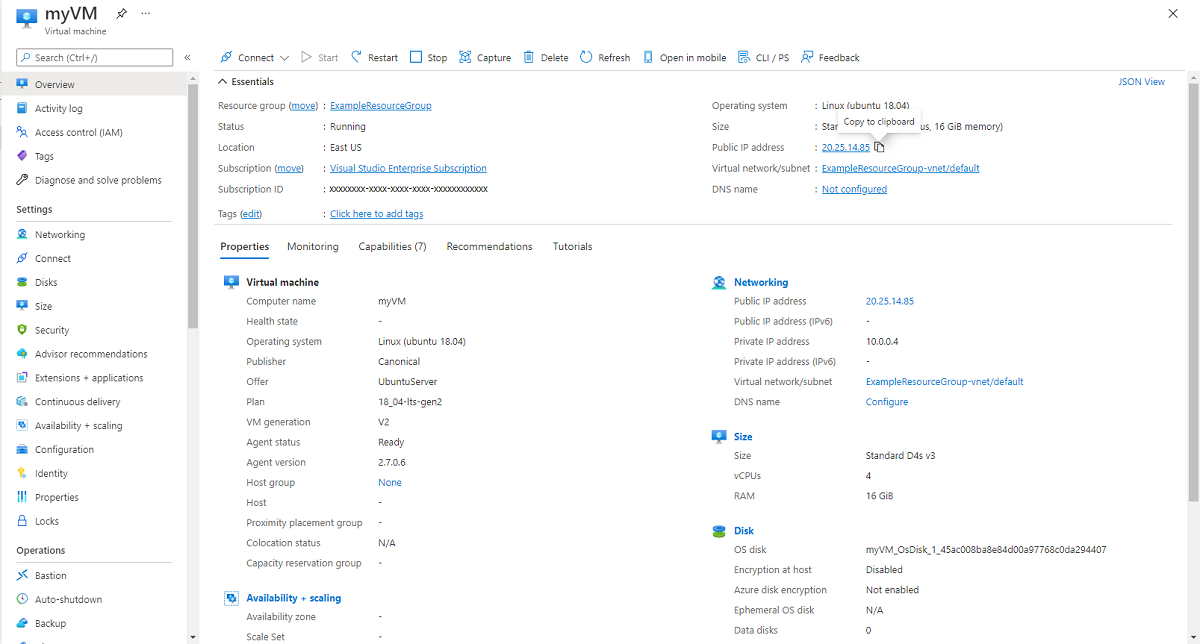 myVM
Virtual machine
Search (Ctrl+/)
«
Connect Start Restart Stop Capture Delete Refresh Open in mobile CLI / PS Feedback
Overview
Activity log
Access control (IAM)
Tags
Diagnose and solve problems
Settings
Networking
Connect
Disks
Size
Security
Advisor recommendations
Extensions + applications
Continuous delivery
Availability + scaling
Configuration
Identity
Properties
Locks
Operations
Bastion
Auto-shutdown
Backup
Essentials
JSON View
Resource group (move) : ExampleResourceGroup
Status : Running
Location : East US
Subscription (move) : Visual Studio Enterprise Subscription
Subscription ID : xxxxxxxx-xxxx-xxxx-xxxx-xxxxxxxxxxxx
Tags (edit) : Click here to add tags
Operating system : Linux (ubuntu 18.04)
Copy to clipboard
Size : us, 16 GiB memory)
Public IP address : 20.25.14.85
Virtual network/subnet : ExampleResourceGroup-vnet/default
DNS name : Not configured
Properties Monitoring Capabilities (7) Recommendations Tutorials
Virtual machine
Computer name myVM
Health state -
Operating system Linux (ubuntu 18.04)
Publisher Canonical
Offer UbuntuServer
Plan 18_04-lts-gen2
VM generation V2
Agent status Ready
Agent version 2.7.0.6
Host group None
Host -
Proximity placement group -
Colocation status N/A
Capacity reservation group -
Availability + scaling
Availability zone -
Scale Set -
Networking
Public IP address 20.25.14.85
Public IP address (IPv6) -
Private IP address 10.0.0.4
Private IP address (IPv6) -
Virtual network/subnet ExampleResourceGroup-vnet/default
DNS name Configure
Size
Size Standard D4s v3
vCPUs 4
RAM 16 GiB
Disk
OS disk myVM_OsDisk_1_45ac008ba8e84d00a97768c0da294407
Encryption at host Disabled
Azure disk encryption Not enabled
Ephemeral OS disk N/A
Data disks 0